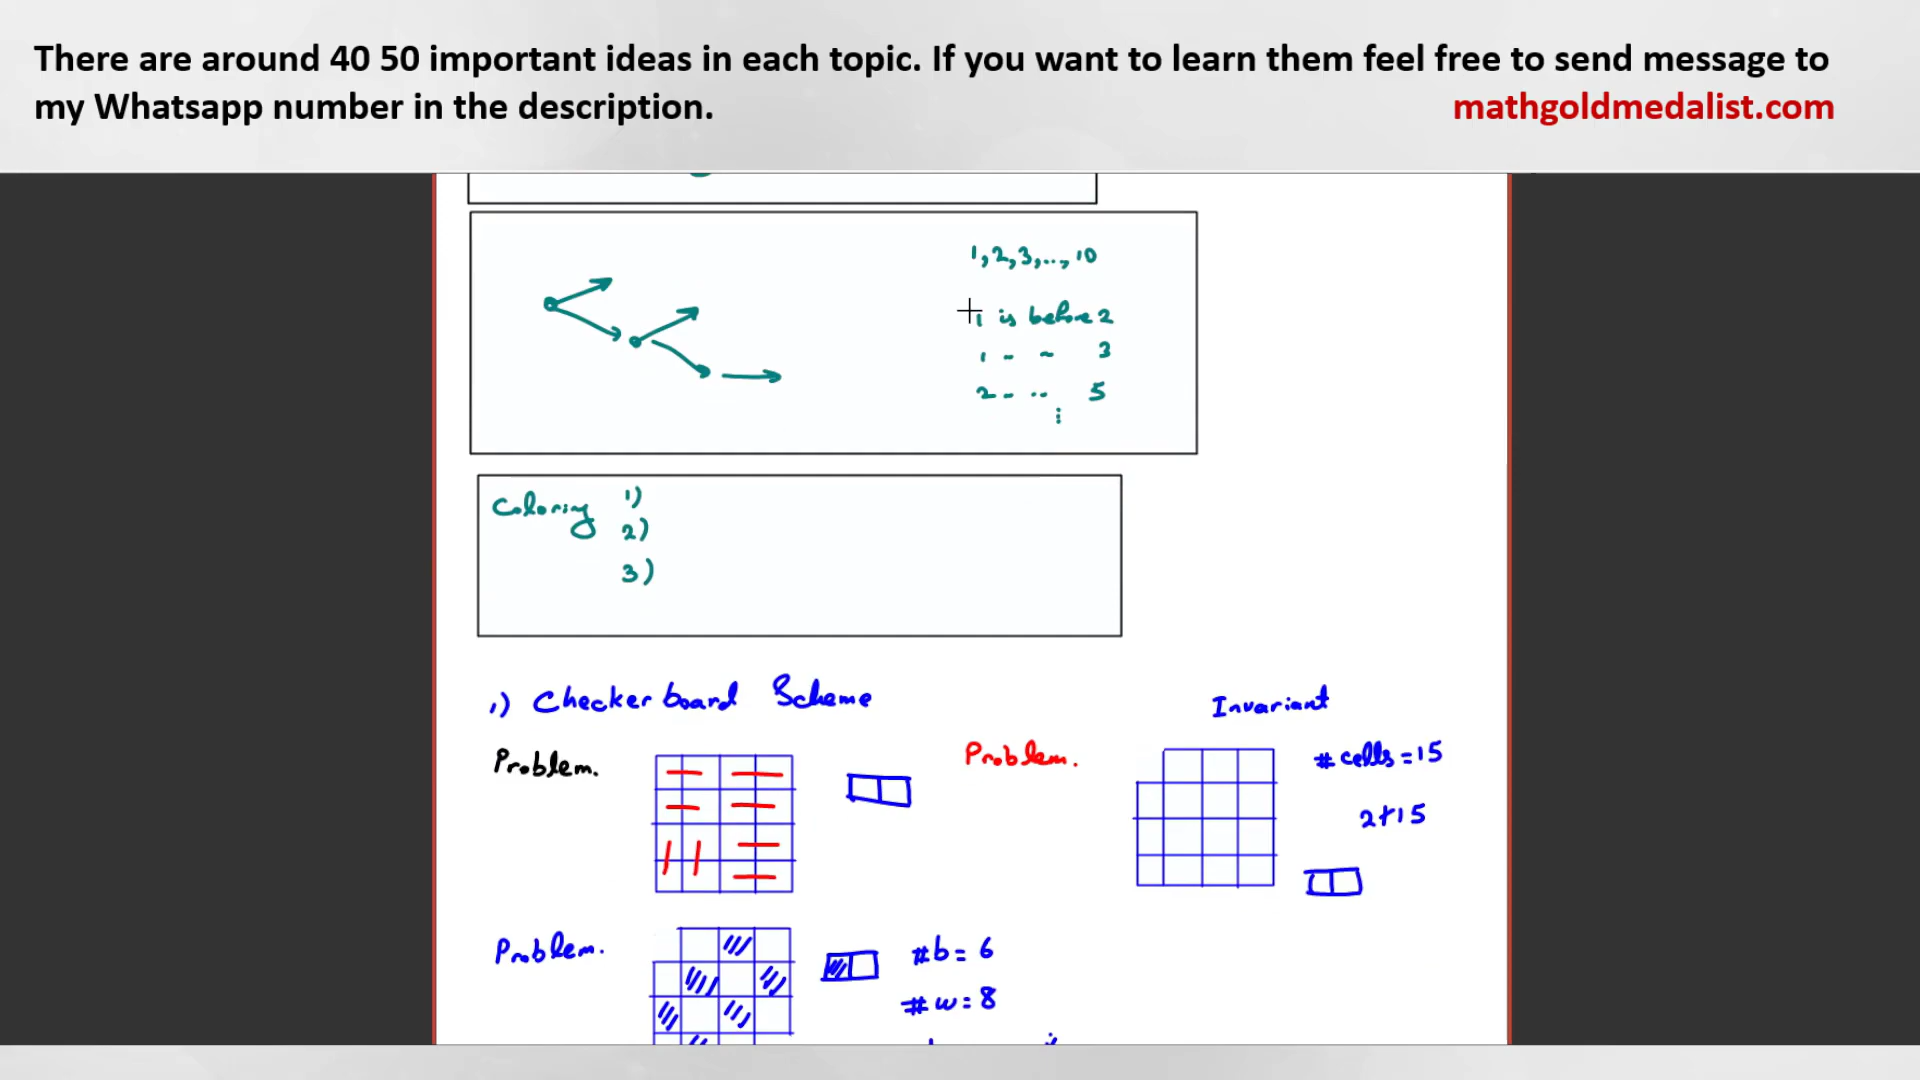 There are around 40 50 important ideas in each topic. If you want to learn them feel free to send message to
my Whatsapp number in the description.
mathgoldmedalist.com
1,2,3,...,10
1 is before 2
1 - ~ 3
2 - .. 5
⋮
Coloring 1)
2)
3)
1) Checker board Scheme
Invariant
Problem.
Problem.
# cells = 15
2∤15
Problem.
#b = 6
#w = 8